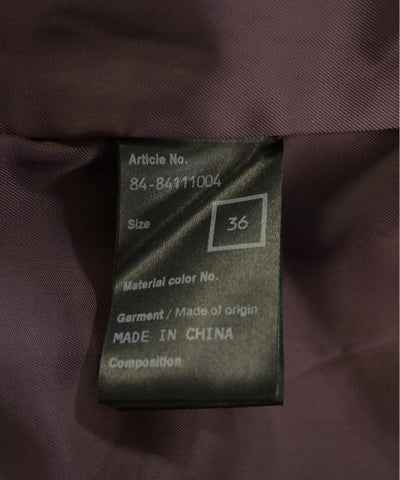 Article No.
84-84111004
Size 36
Material color No.
Garment / Made of origin
MADE IN CHINA
Composition